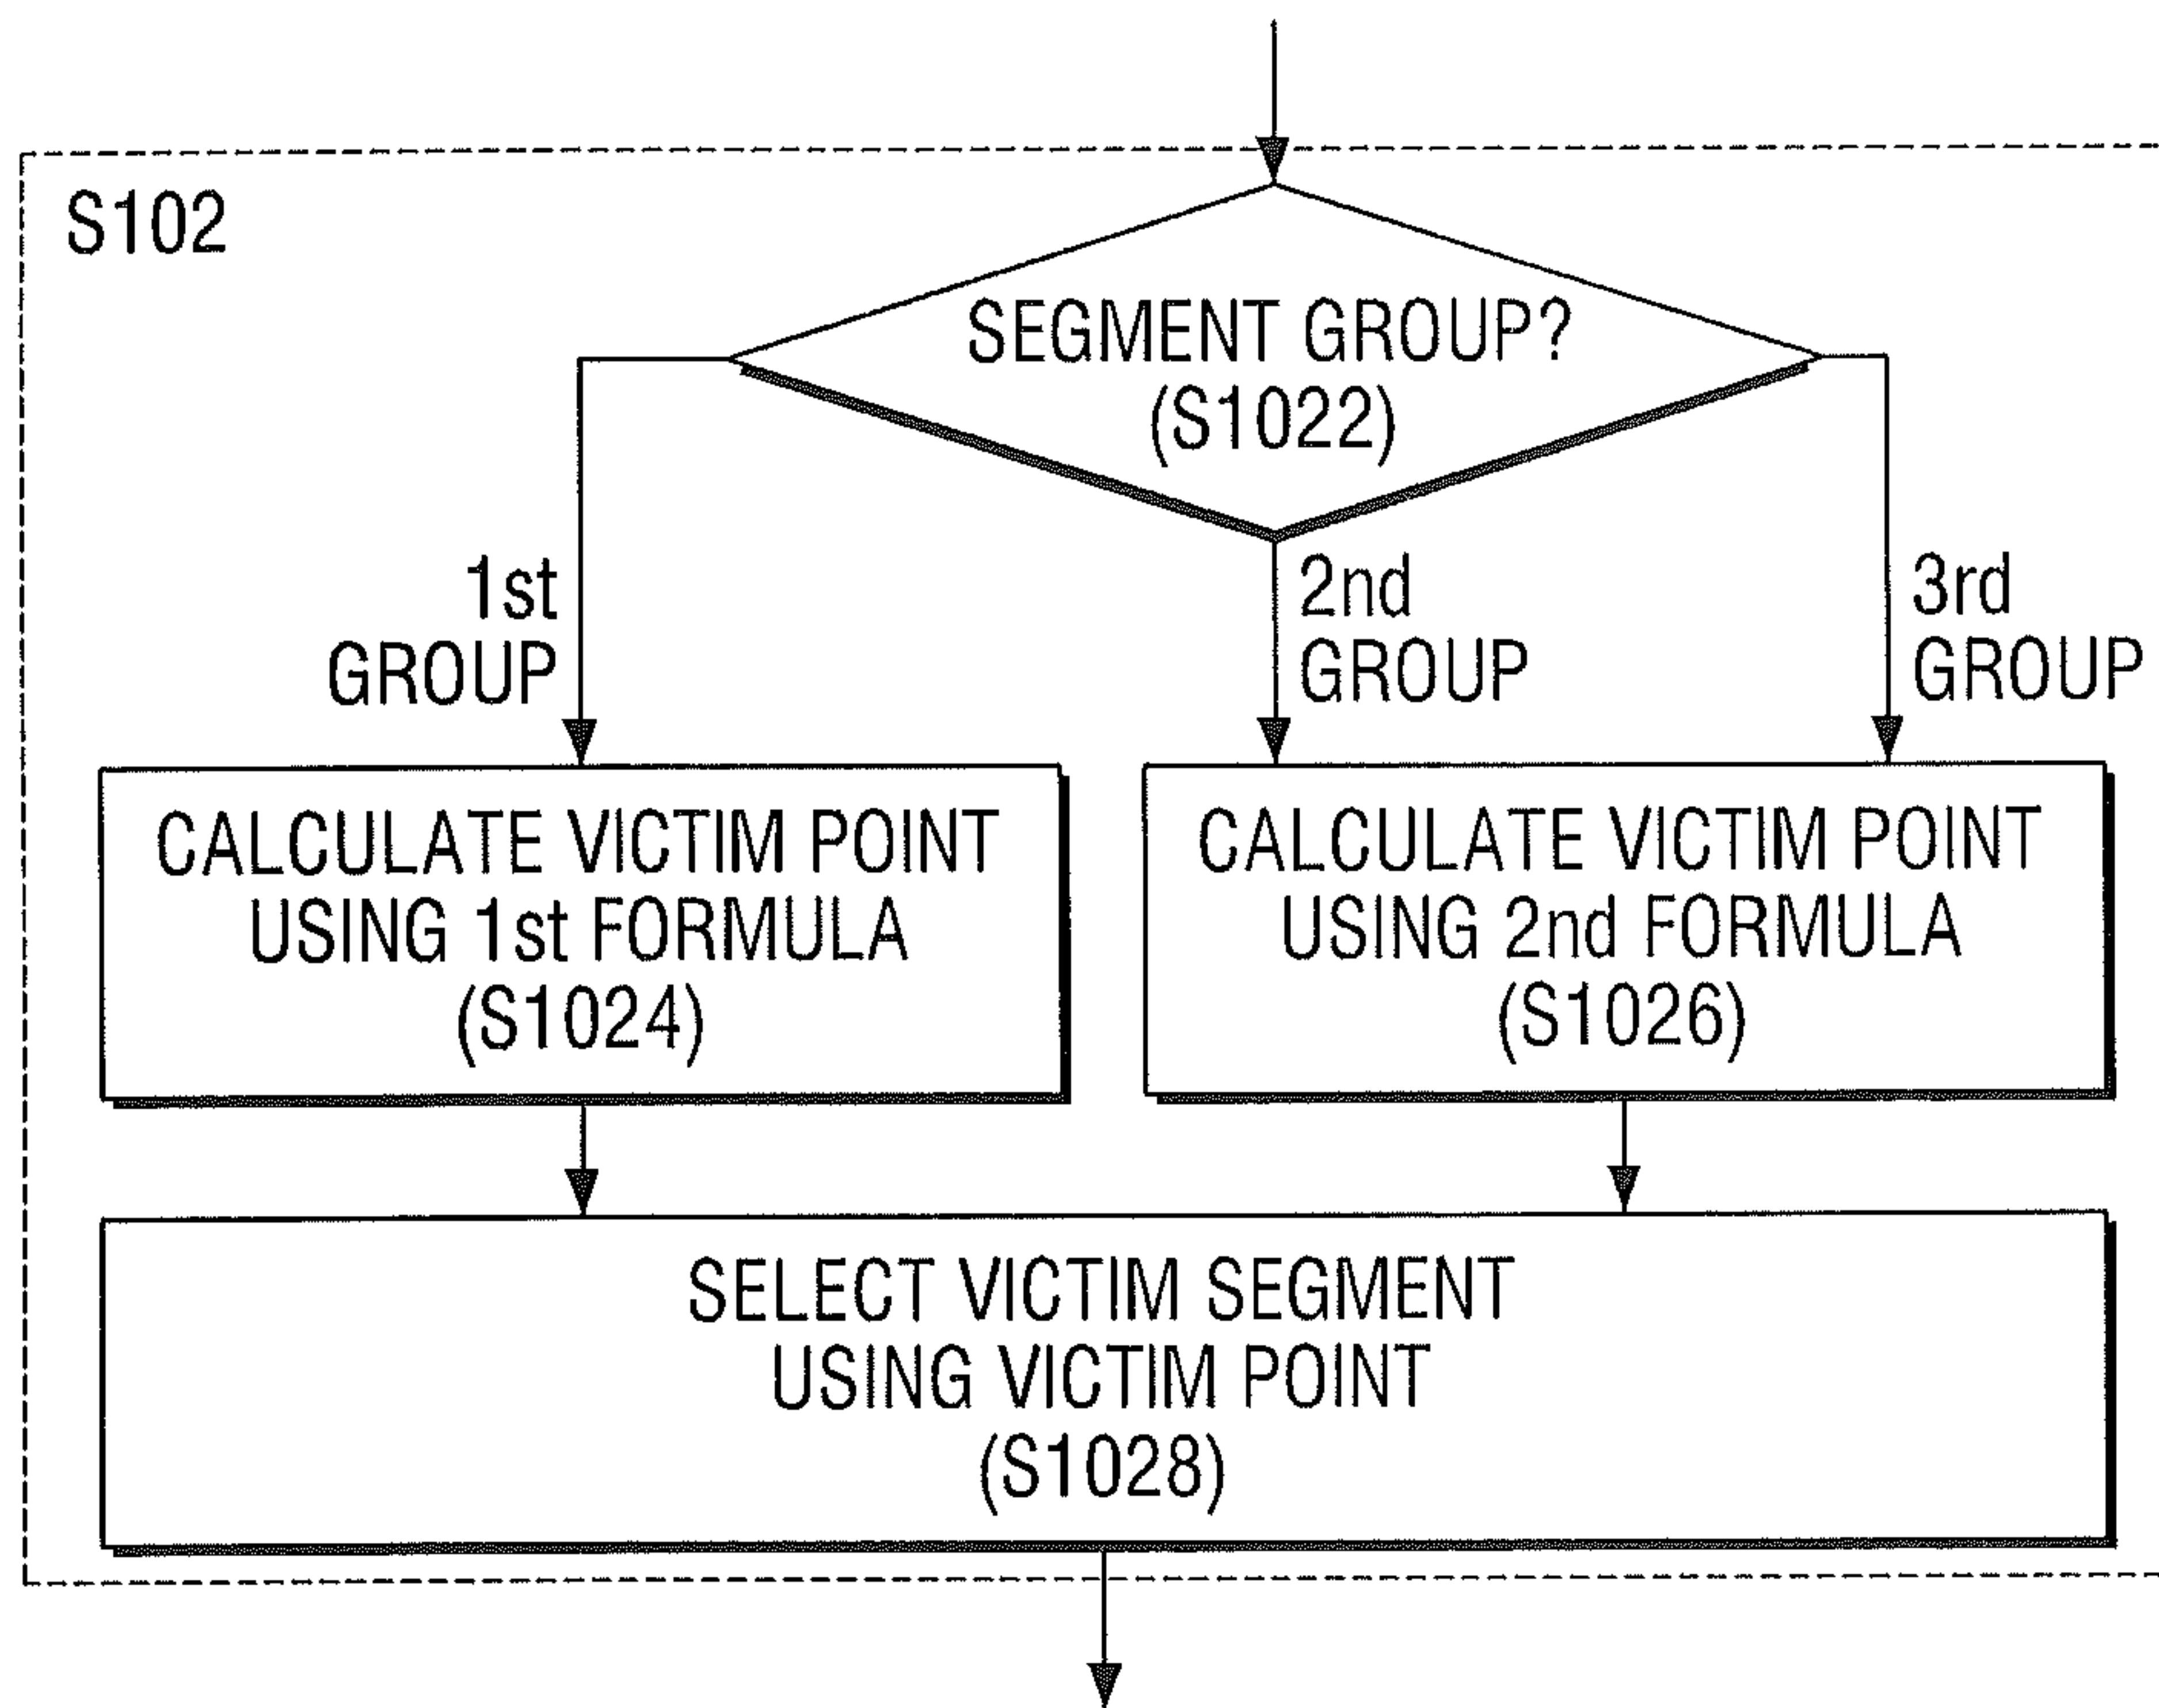 S102
SEGMENT GROUP?
(S1022)
1st
GROUP
2nd
GROUP
3rd
GROUP
CALCULATE VICTIM POINT
USING 1st FORMULA
(S1024)
CALCULATE VICTIM POINT
USING 2nd FORMULA
(S1026)
SELECT VICTIM SEGMENT
USING VICTIM POINT
(S1028)